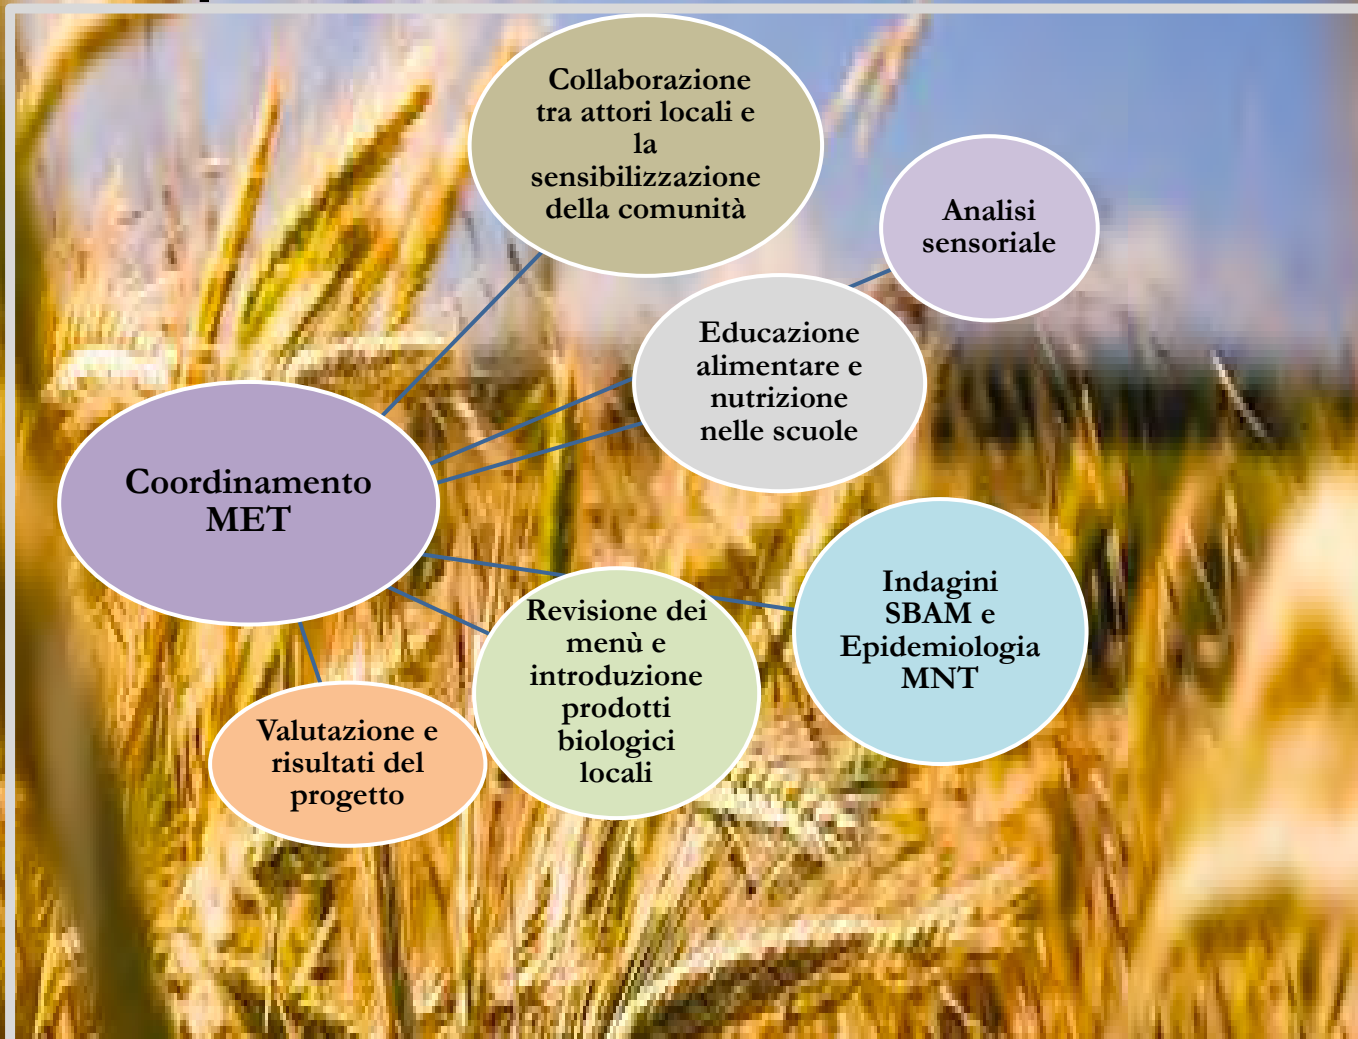 Collaborazione
tra attori locali e
la
sensibilizzazione
della comunità
Analisi
sensoriale
Educazione
alimentare e
nutrizione
nelle scuole
Coordinamento
MET
Indagini
SBAM e
Epidemiologia
MNT
Revisione dei
menù e
introduzione
prodotti
biologici
locali
Valutazione e
risultati del
progetto